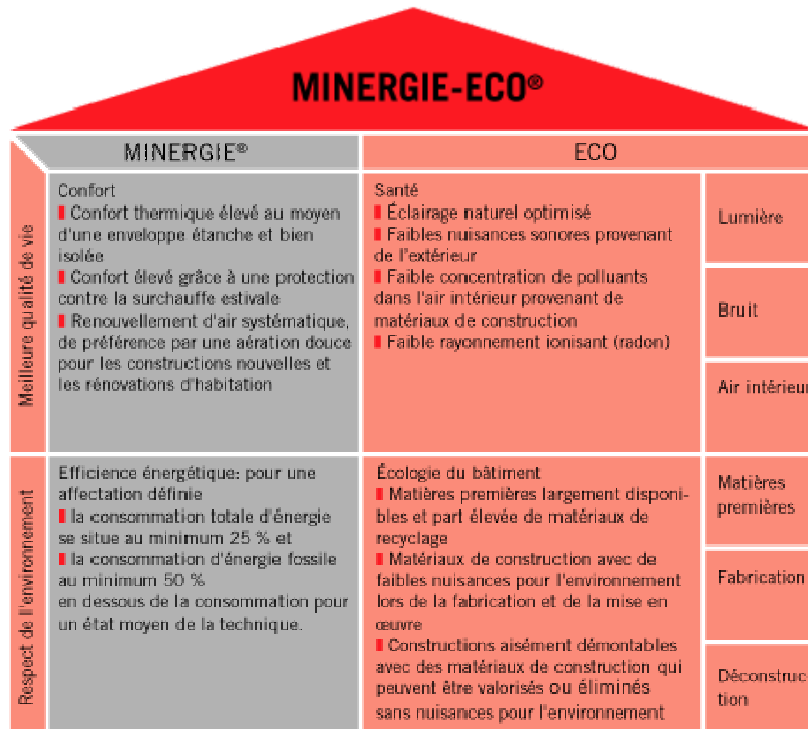 MINERGIE-ECO®
MINERGIE®
ECO
Meilleure qualité de vie
Confort
Confort thermique élevé au moyen
d'une enveloppe étanche et bien
isolée
Confort élevé grâce à une protection
contre la surchauffe estivale
Renouvellement d'air systématique,
de préférence par une aération douce
pour les constructions nouvelles et
les rénovations d'habitation
Santé
Éclairage naturel optimisé
Faibles nuisances sonores provenant
de l'extérieur
Faible concentration de polluants
dans l'air intérieur provenant de
matériaux de construction
Faible rayonnement ionisant (radon)
Lumière
Bruit
Air intérieur
Respect de l'environnement
Efficience énergétique: pour une
affectation définie
la consommation totale d'énergie
se situe au minimum 25 % et
la consommation d'énergie fossile
au minimum 50 %
en dessous de la consommation pour
un état moyen de la technique.
Écologie du bâtiment
Matières premières largement disponi-
bles et part élevée de matériaux de
recyclage
Matériaux de construction avec de
faibles nuisances pour l'environnement
lors de la fabrication et de la mise en
œuvre
Constructions aisément démontables
avec des matériaux de construction qui
peuvent être valorisés ou éliminés
sans nuisances pour l'environnement
Matières
premières
Fabrication
Déconstruc-
tion